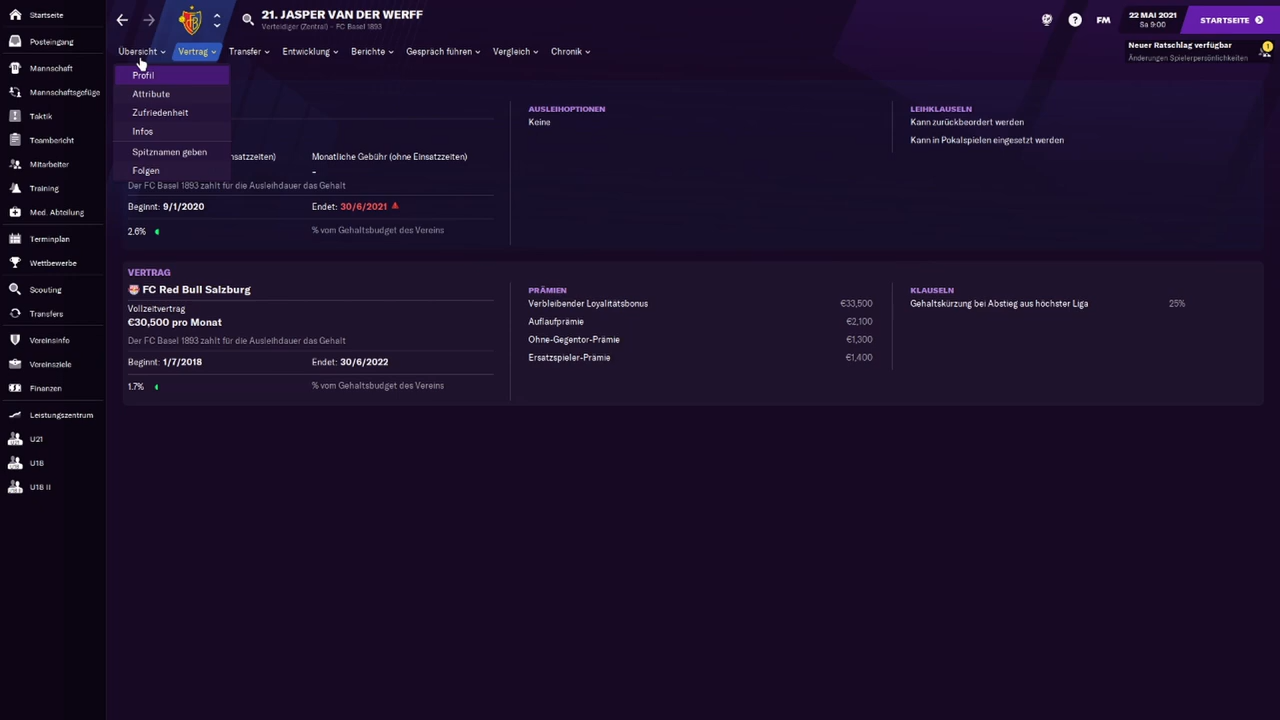 Startseite
Posteingang
Mannschaft
Mannschaftsgefüge
Taktik
Teambericht
Mitarbeiter
Training
Med. Abteilung
Terminplan
Wettbewerbe
Scouting
Transfers
Vereinsinfo
Vereinsziele
Finanzen
Leistungszentrum
U21
U18
U18 II
21. JASPER VAN DER WERFF
Verteidiger (Zentral) – FC Basel 1893
FM
22 MAI 2021
Sa 9:00
STARTSEITE
Übersicht Vertrag Transfer Entwicklung Berichte Gespräch führen Vergleich Chronik
Neuer Ratschlag verfügbar
Änderungen Spielerpersönlichkeiten
Profil
Attribute
Zufriedenheit
Infos
Spitznamen geben
Folgen
nsatzzeiten) Monatliche Gebühr (ohne Einsatzzeiten)
-
Der FC Basel 1893 zahlt für die Ausleihdauer das Gehalt
Beginnt: 9/1/2020 Endet: 30/6/2021
2.6% % vom Gehaltsbudget des Vereins
AUSLEIHOPTIONEN
Keine
LEIHKLAUSELN
Kann zurückbeordert werden
Kann in Pokalspielen eingesetzt werden
VERTRAG
FC Red Bull Salzburg
Vollzeitvertrag
€30,500 pro Monat
Der FC Basel 1893 zahlt für die Ausleihdauer das Gehalt
Beginnt: 1/7/2018 Endet: 30/6/2022
1.7% % vom Gehaltsbudget des Vereins
PRÄMIEN
Verbleibender Loyalitätsbonus €33,500
Auflaufprämie €2,100
Ohne-Gegentor-Prämie €1,300
Ersatzspieler-Prämie €1,400
KLAUSELN
Gehaltskürzung bei Abstieg aus höchster Liga 25%